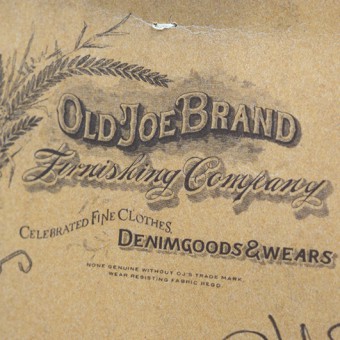 OLD JOE BRAND
Furnishing Company
CELEBRATED FINE CLOTHES,
DENIMGOODS & WEARS
NONE GENUINE WITHOUT OJ'S TRADE MARK.
WEAR RESISTING FABRIC REGD.